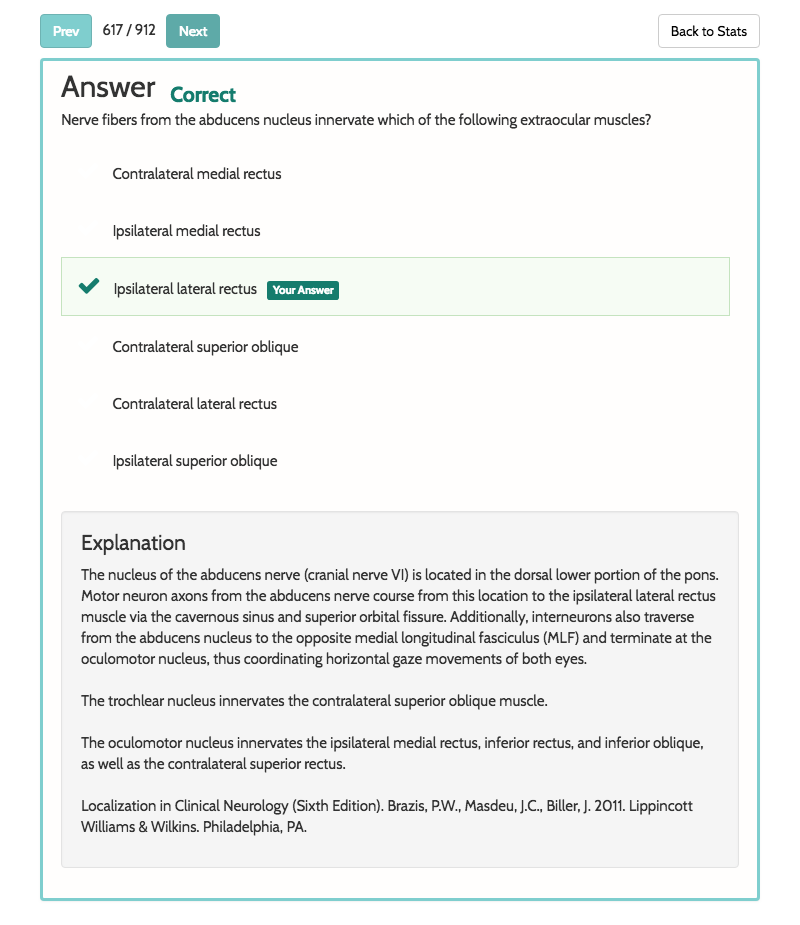 Prev 617 / 912 Next Back to Stats
Answer Correct
Nerve fibers from the abducens nucleus innervate which of the following extraocular muscles?
Contralateral medial rectus
Ipsilateral medial rectus
Ipsilateral lateral rectus Your Answer
Contralateral superior oblique
Contralateral lateral rectus
Ipsilateral superior oblique
Explanation
The nucleus of the abducens nerve (cranial nerve VI) is located in the dorsal lower portion of the pons.
Motor neuron axons from the abducens nerve course from this location to the ipsilateral lateral rectus
muscle via the cavernous sinus and superior orbital fissure. Additionally, interneurons also traverse
from the abducens nucleus to the opposite medial longitudinal fasciculus (MLF) and terminate at the
oculomotor nucleus, thus coordinating horizontal gaze movements of both eyes.
The trochlear nucleus innervates the contralateral superior oblique muscle.
The oculomotor nucleus innervates the ipsilateral medial rectus, inferior rectus, and inferior oblique,
as well as the contralateral superior rectus.
Localization in Clinical Neurology (Sixth Edition). Brazis, P.W., Masdeu, J.C., Biller, J. 2011. Lippincott
Williams & Wilkins. Philadelphia, PA.